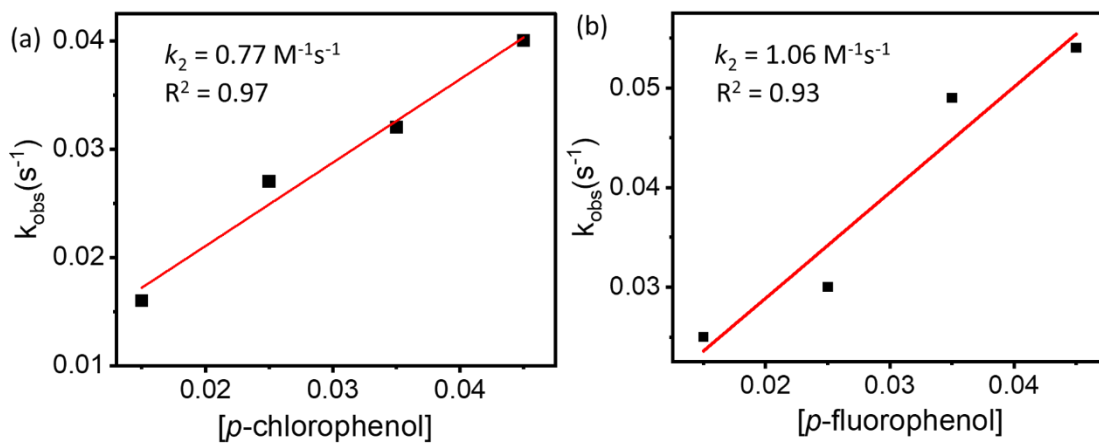 (a)
k₂ = 0.77 M⁻¹s⁻¹
R² = 0.97
k_obs(s⁻¹)
0.04
0.03
0.02
0.01
0.02 0.03 0.04
[p-chlorophenol]
(b)
k₂ = 1.06 M⁻¹s⁻¹
R² = 0.93
k_obs(s⁻¹)
0.05
0.04
0.03
0.02 0.03 0.04
[p-fluorophenol]